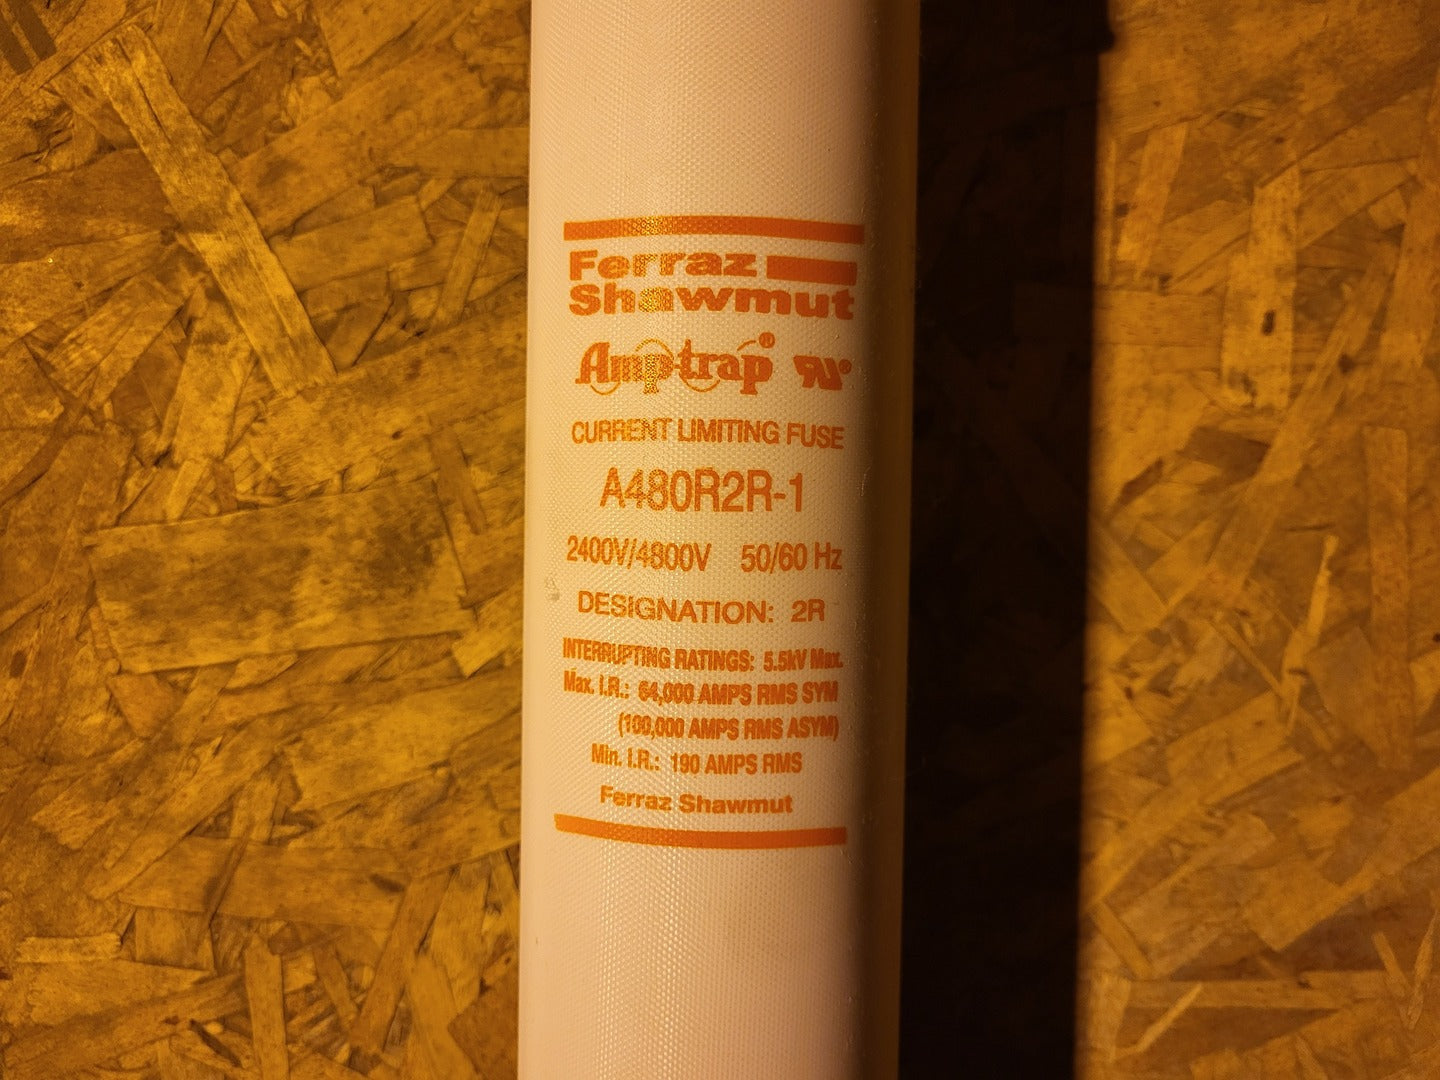 Ferraz
Shawmut
Amp-trap®
CURRENT LIMITING FUSE
A480R2R-1
2400V/4800V 50/60 Hz
DESIGNATION: 2R
INTERRUPTING RATINGS: 5.5kV Max.
Max. I.R.: 64,000 AMPS RMS SYM
(100,000 AMPS RMS ASYM)
Min. I.R.: 190 AMPS RMS
Ferraz Shawmut